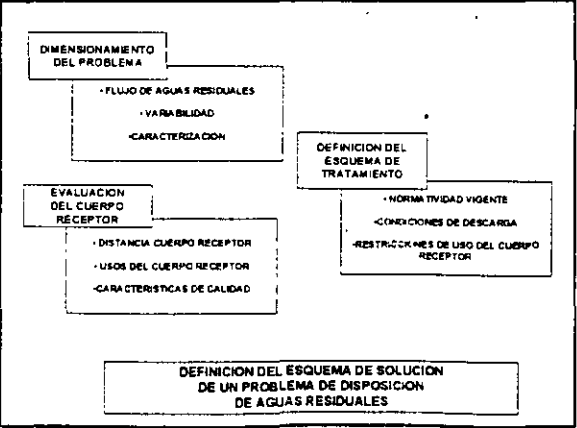 DIMENSIONAMIENTO
DEL PROBLEMA
• FLUJO DE AGUAS RESIDUALES
• VARIABILIDAD
•CARACTERIZACION
EVALUACION
DEL CUERPO
RECEPTOR
• DISTANCIA CUERPO RECEPTOR
• USOS DEL CUERPO RECEPTOR
•CARACTERISTICAS DE CALIDAD
DEFINICION DEL
ESQUEMA DE
TRATAMIENTO
• NORMATIVIDAD VIGENTE
•CONDICIONES DE DESCARGA
•RESTRICCIONES DE USO DEL CUERPO
RECEPTOR
DEFINICION DEL ESQUEMA DE SOLUCION
DE UN PROBLEMA DE DISPOSICION
DE AGUAS RESIDUALES